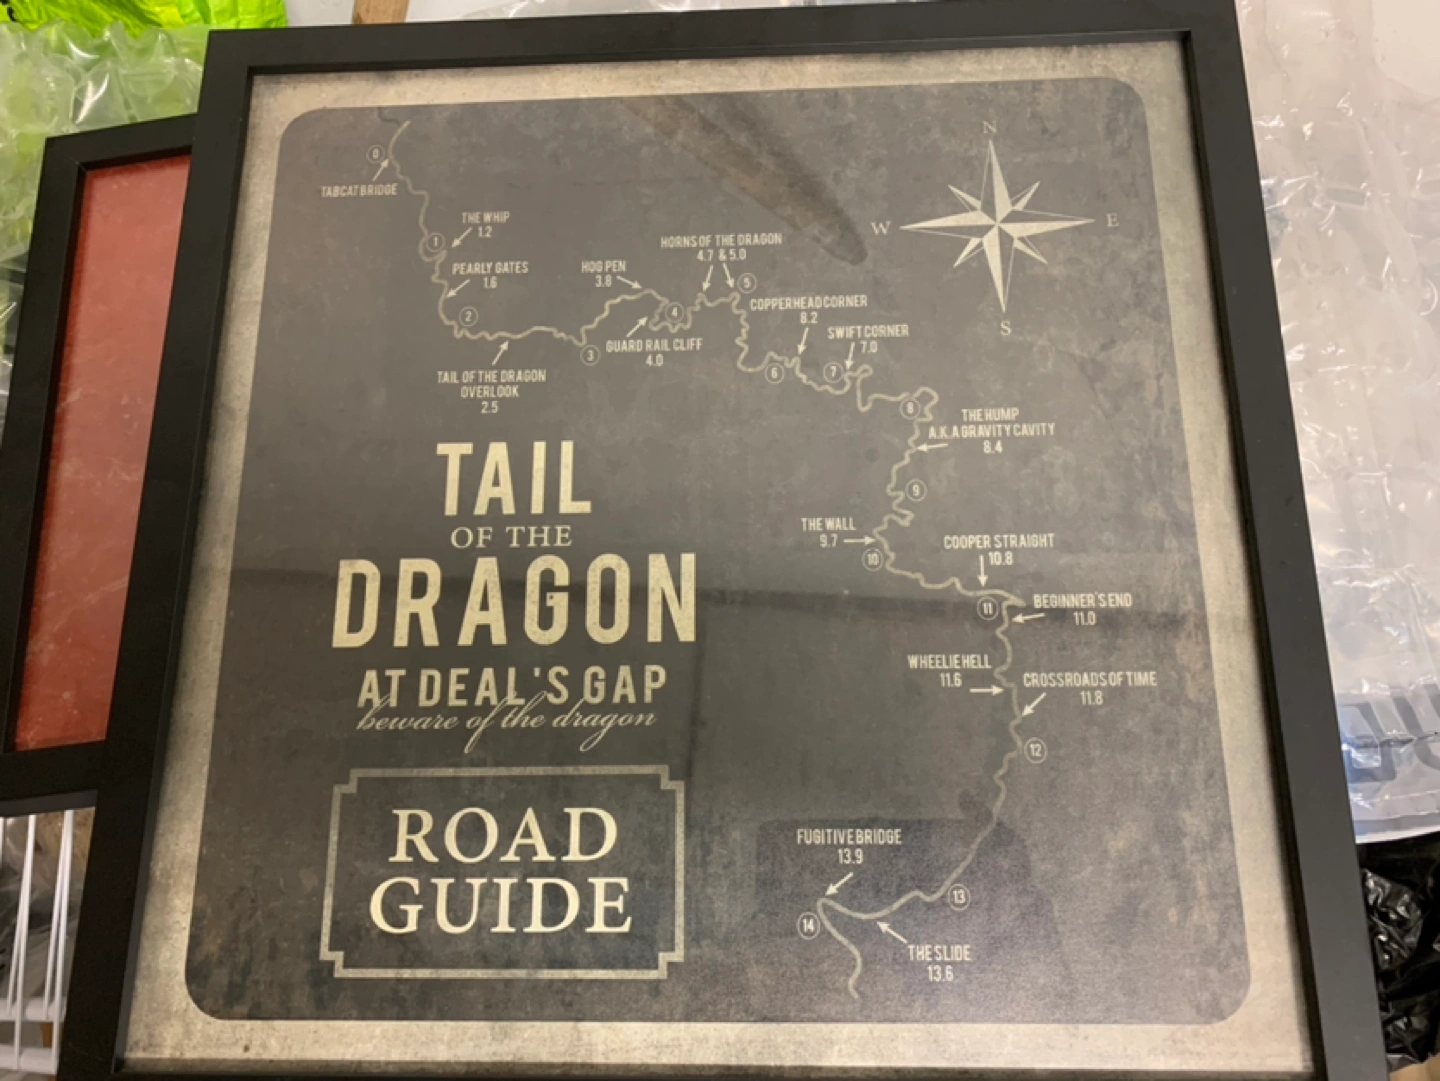 N
W
E
S
0
TABCAT BRIDGE
THE WHIP
1.2
1
PEARLY GATES
1.6
2
TAIL OF THE DRAGON
OVERLOOK
2.5
3
HOG PEN
3.8
GUARD RAIL CLIFF
4.0
4
HORNS OF THE DRAGON
4.7 & 5.0
5
COPPERHEAD CORNER
8.2
6
SWIFT CORNER
7.0
7
8
THE HUMP
A.K.A GRAVITY CAVITY
8.4
9
THE WALL
9.7
10
COOPER STRAIGHT
10.8
11
BEGINNER'S END
11.0
WHEELIE HELL
11.6
CROSSROADS OF TIME
11.8
12
13
FUGITIVE BRIDGE
13.9
14
THE SLIDE
13.6
TAIL
OF THE
DRAGON
AT DEAL'S GAP
beware of the dragon
ROAD
GUIDE